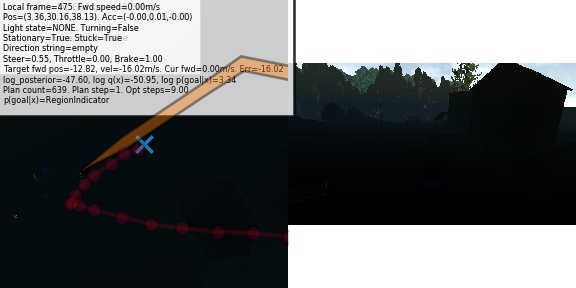 Local frame=475: Fwd speed=0.00m/s
Pos=(3.36,30.16,38.13). Acc=(-0.00,0.01,-0.00)
Light state=NONE. Turning=False
Stationary=True. Stuck=True
Direction string=empty
Steer=0.55, Throttle=0.00, Brake=1.00
Target fwd pos=-12.82, vel=-16.02m/s. Cur fwd=0.00m/s. Err=-16.02
log_posterior=-47.60, log q(x)=-50.95, log p(goal|x)=3.34
Plan count=639. Plan step=1. Opt steps=9.00
p(goal|x)=RegionIndicator